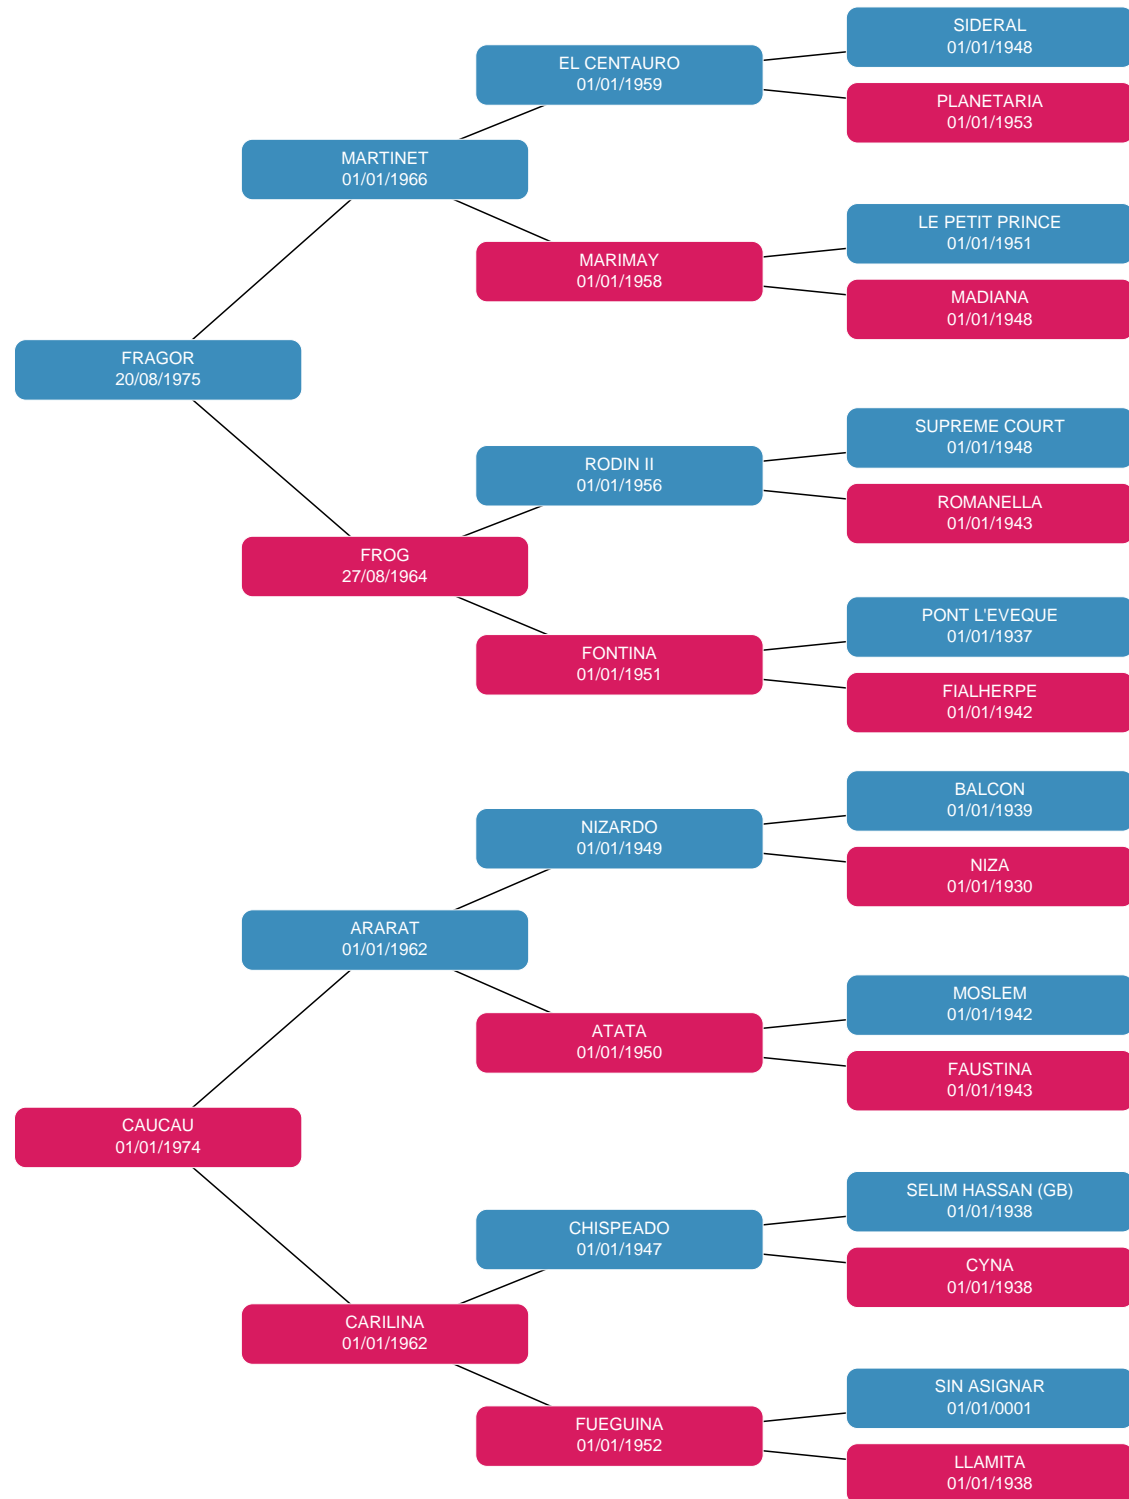 SIDERAL
01/01/1948
EL CENTAURO
01/01/1959
PLANETARIA
01/01/1953
MARTINET
01/01/1966
LE PETIT PRINCE
01/01/1951
MARIMAY
01/01/1958
MADIANA
01/01/1948
FRAGOR
20/08/1975
SUPREME COURT
01/01/1948
RODIN II
01/01/1956
ROMANELLA
01/01/1943
FROG
27/08/1964
PONT L'EVEQUE
01/01/1937
FONTINA
01/01/1951
FIALHERPE
01/01/1942
BALCON
01/01/1939
NIZARDO
01/01/1949
NIZA
01/01/1930
ARARAT
01/01/1962
MOSLEM
01/01/1942
ATATA
01/01/1950
FAUSTINA
01/01/1943
CAUCAU
01/01/1974
SELIM HASSAN (GB)
01/01/1938
CHISPEADO
01/01/1947
CYNA
01/01/1938
CARILINA
01/01/1962
SIN ASIGNAR
01/01/0001
FUEGUINA
01/01/1952
LLAMITA
01/01/1938